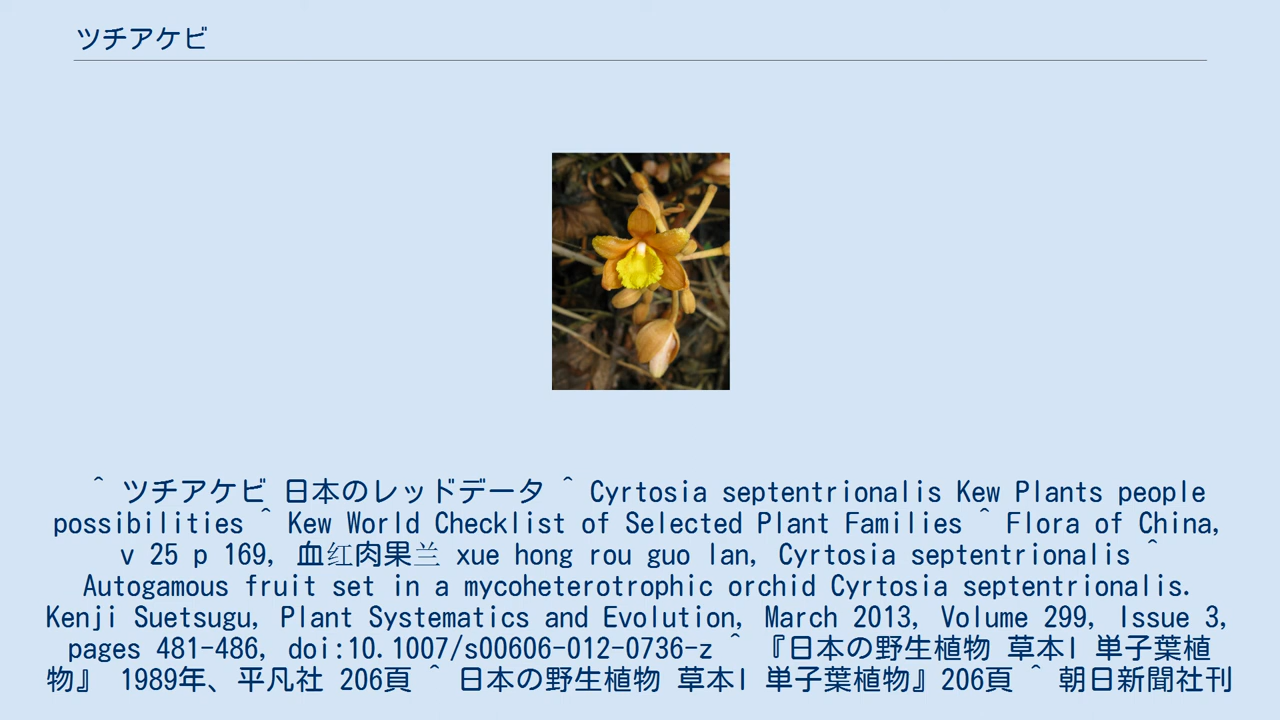 ツチアケビ
^ ツチアケビ 日本のレッドデータ ^ Cyrtosia septentrionalis Kew Plants people
possibilities ^ Kew World Checklist of Selected Plant Families ^ Flora of China,
v 25 p 169, 血红肉果兰 xue hong rou guo lan, Cyrtosia septentrionalis ^
Autogamous fruit set in a mycoheterotrophic orchid Cyrtosia septentrionalis.
Kenji Suetsugu, Plant Systematics and Evolution, March 2013, Volume 299, Issue 3,
pages 481-486, doi:10.1007/s00606-012-0736-z ^ 『日本の野生植物 草本I 単子葉植
物』 1989年、平凡社 206頁 ^ 日本の野生植物 草本I 単子葉植物』206頁 ^ 朝日新聞社刊